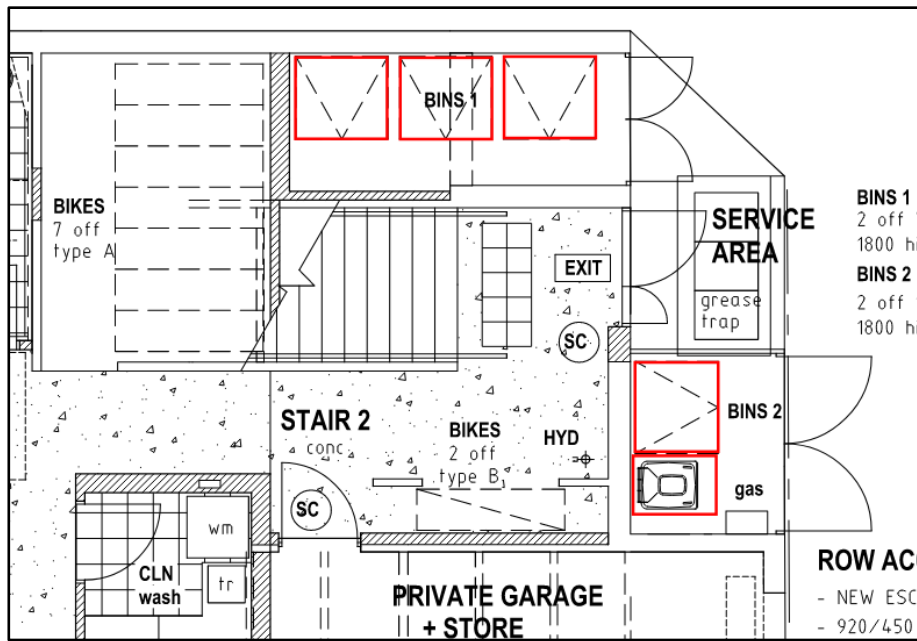 BINS 1
BIKES
7 off
type A
SERVICE
AREA
EXIT
grease
trap
SC
BINS 1
2 off
1800 hi
BINS 2
2 off
1800 hi
STAIR 2
conc
BIKES
2 off
type B
HYD
BINS 2
gas
SC
wm
tr
CLN
wash
PRIVATE GARAGE
+ STORE
ROW AC
- NEW ESC
- 920/450